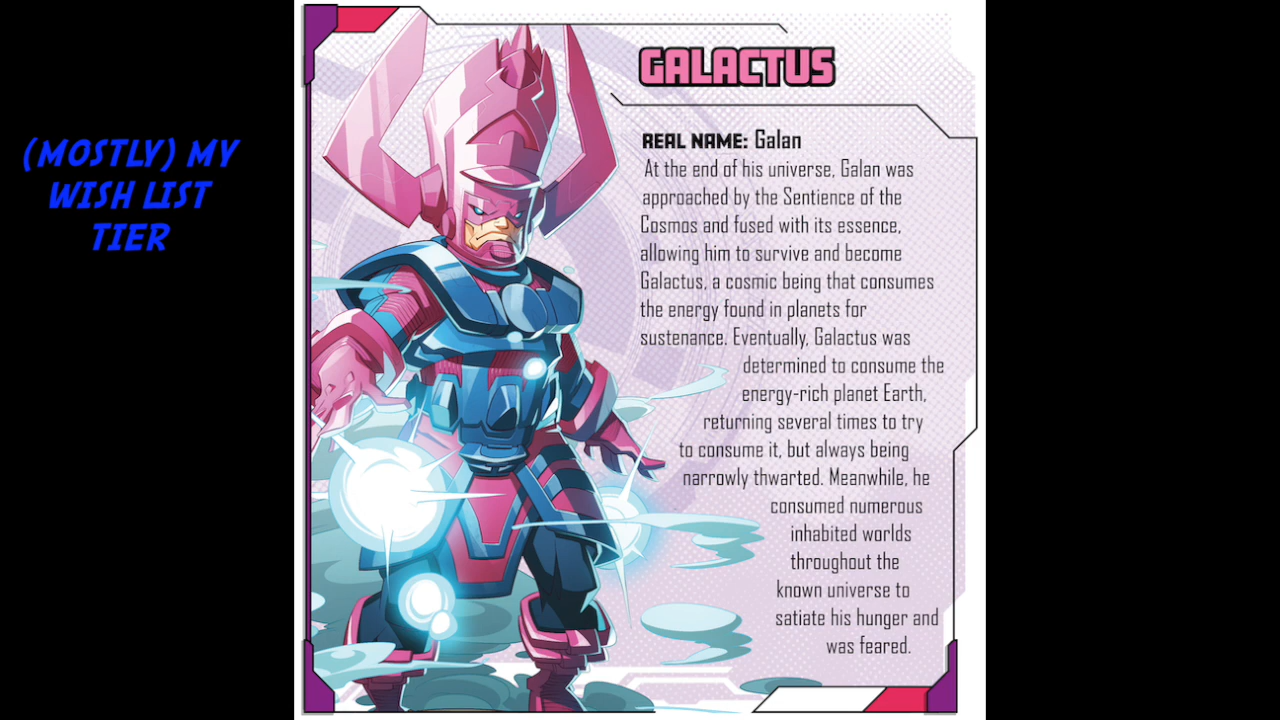 (MOSTLY) MY
WISH LIST
TIER
GALACTUS
REAL NAME: Galan
At the end of his universe, Galan was
approached by the Sentience of the
Cosmos and fused with its essence,
allowing him to survive and become
Galactus, a cosmic being that consumes
the energy found in planets for
sustenance. Eventually, Galactus was
determined to consume the
energy-rich planet Earth,
returning several times to try
to consume it, but always being
narrowly thwarted. Meanwhile, he
consumed numerous
inhabited worlds
throughout the
known universe to
satiate his hunger and
was feared.